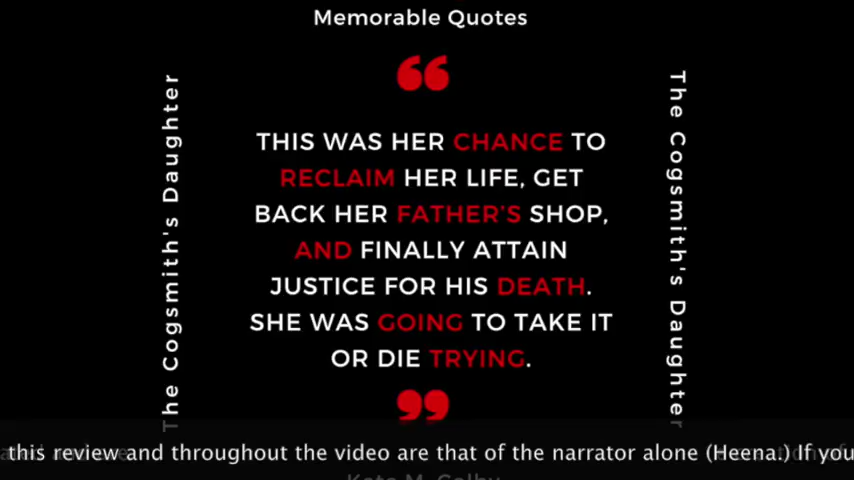 Memorable Quotes
The Cogsmith's Daughter
“
THIS WAS HER CHANCE TO
RECLAIM HER LIFE, GET
BACK HER FATHER'S SHOP,
AND FINALLY ATTAIN
JUSTICE FOR HIS DEATH.
SHE WAS GOING TO TAKE IT
OR DIE TRYING.
”
The Cogsmith's Daughter
this review and throughout the video are that of the narrator alone (Heena.) If you
Kate M. Colby